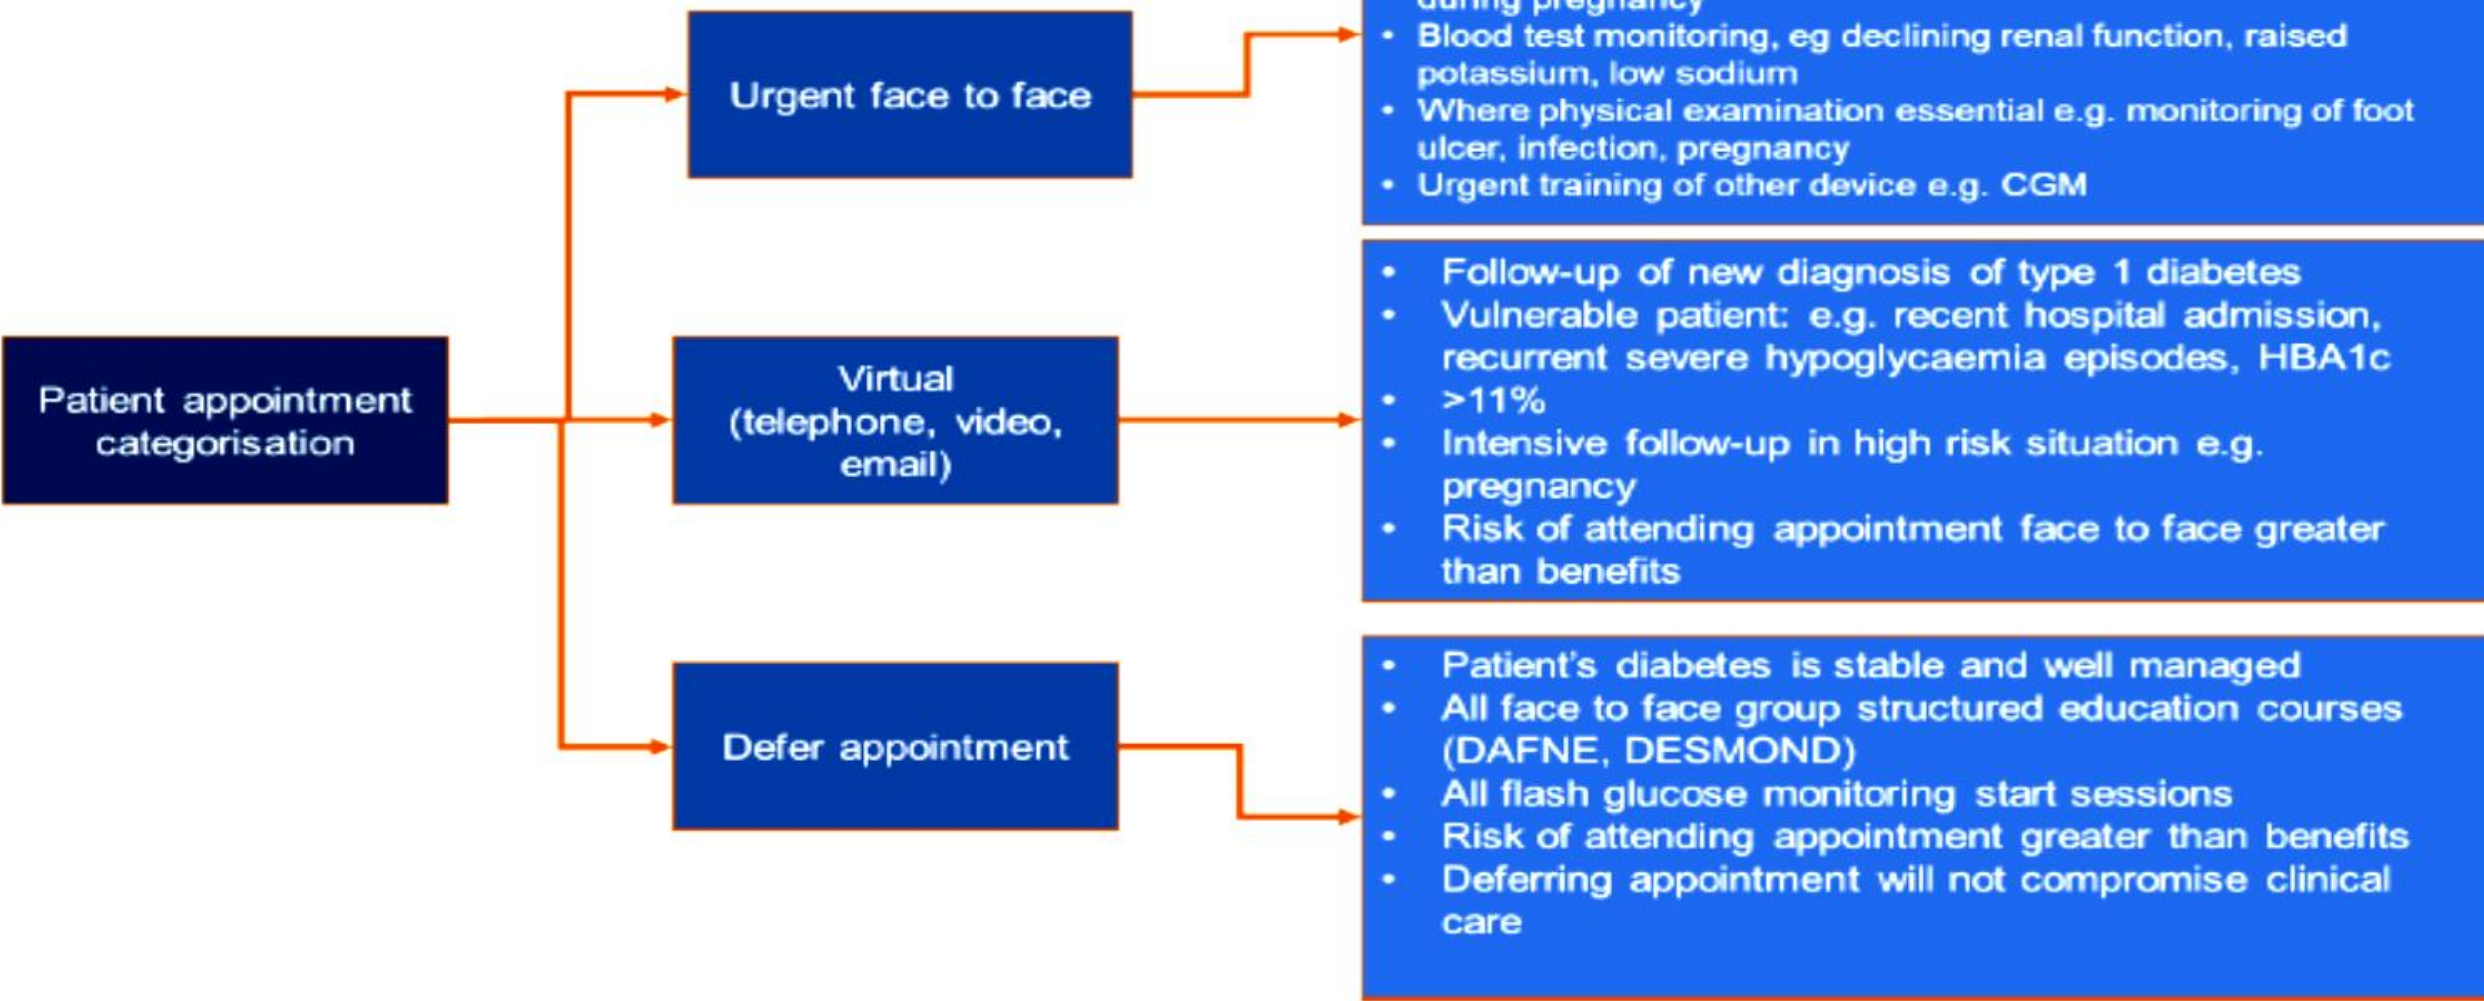 during pregnancy
• Blood test monitoring, eg declining renal function, raised
potassium, low sodium
• Where physical examination essential e.g. monitoring of foot
ulcer, infection, pregnancy
• Urgent training of other device e.g. CGM
Urgent face to face
Patient appointment
categorisation
Virtual
(telephone, video,
email)
• Follow-up of new diagnosis of type 1 diabetes
• Vulnerable patient: e.g. recent hospital admission,
recurrent severe hypoglycaemia episodes, HBA1c
• >11%
• Intensive follow-up in high risk situation e.g.
pregnancy
• Risk of attending appointment face to face greater
than benefits
Defer appointment
• Patient's diabetes is stable and well managed
• All face to face group structured education courses
(DAFNE, DESMOND)
• All flash glucose monitoring start sessions
• Risk of attending appointment greater than benefits
• Deferring appointment will not compromise clinical
care